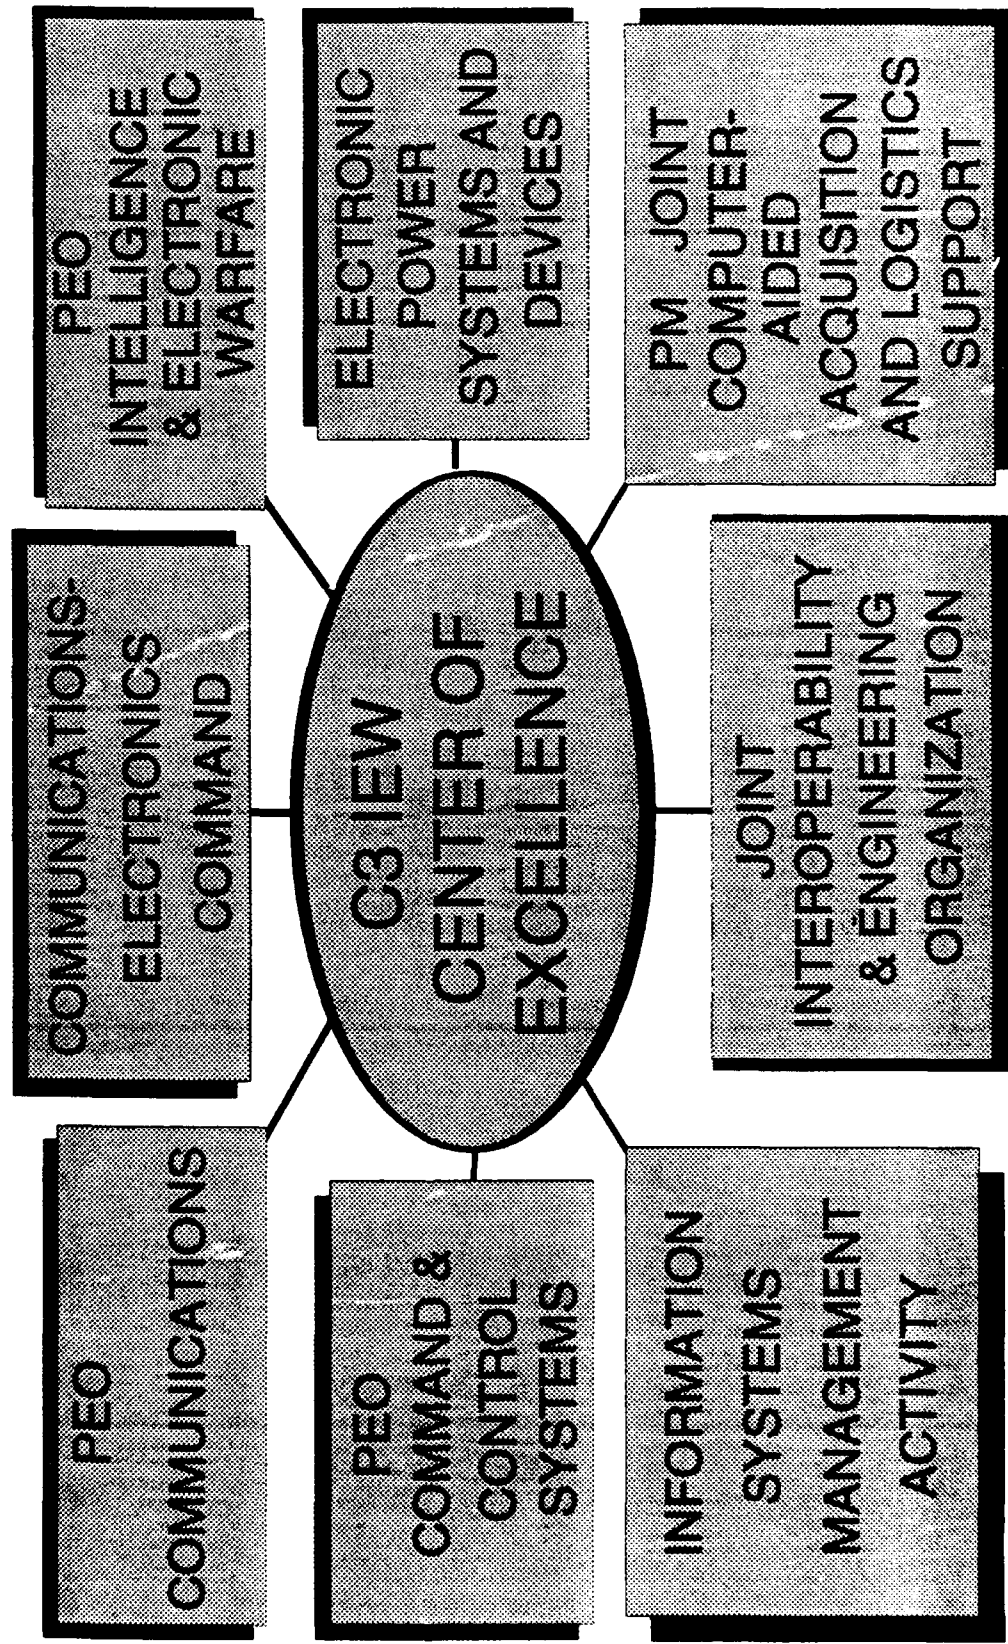 PEO
COMMUNICATIONS
COMMUNICATIONS-
ELECTRONICS
COMMAND
PEO
INTELLIGENCE
& ELECTRONIC
WARFARE
PEO
COMMAND &
CONTROL
SYSTEMS
C3 IEW
CENTER OF
EXCELLENCE
ELECTRONIC
POWER
SYSTEMS AND
DEVICES
INFORMATION
SYSTEMS
MANAGEMENT
ACTIVITY
JOINT
INTEROPERABILITY
& ENGINEERING
ORGANIZATION
PM JOINT
COMPUTER-
AIDED
ACQUISITION
AND LOGISTICS
SUPPORT